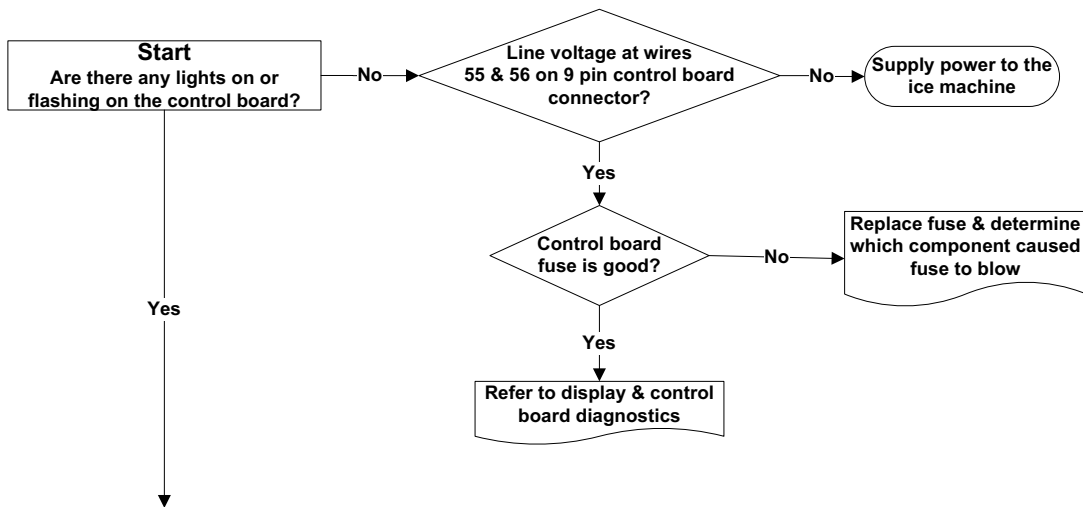 Start
Are there any lights on or
flashing on the control board?
No
Line voltage at wires
55 & 56 on 9 pin control board
connector?
No
Supply power to the
ice machine
Yes
Control board
fuse is good?
No
Replace fuse & determine
which component caused
fuse to blow
Yes
Yes
Refer to display & control
board diagnostics